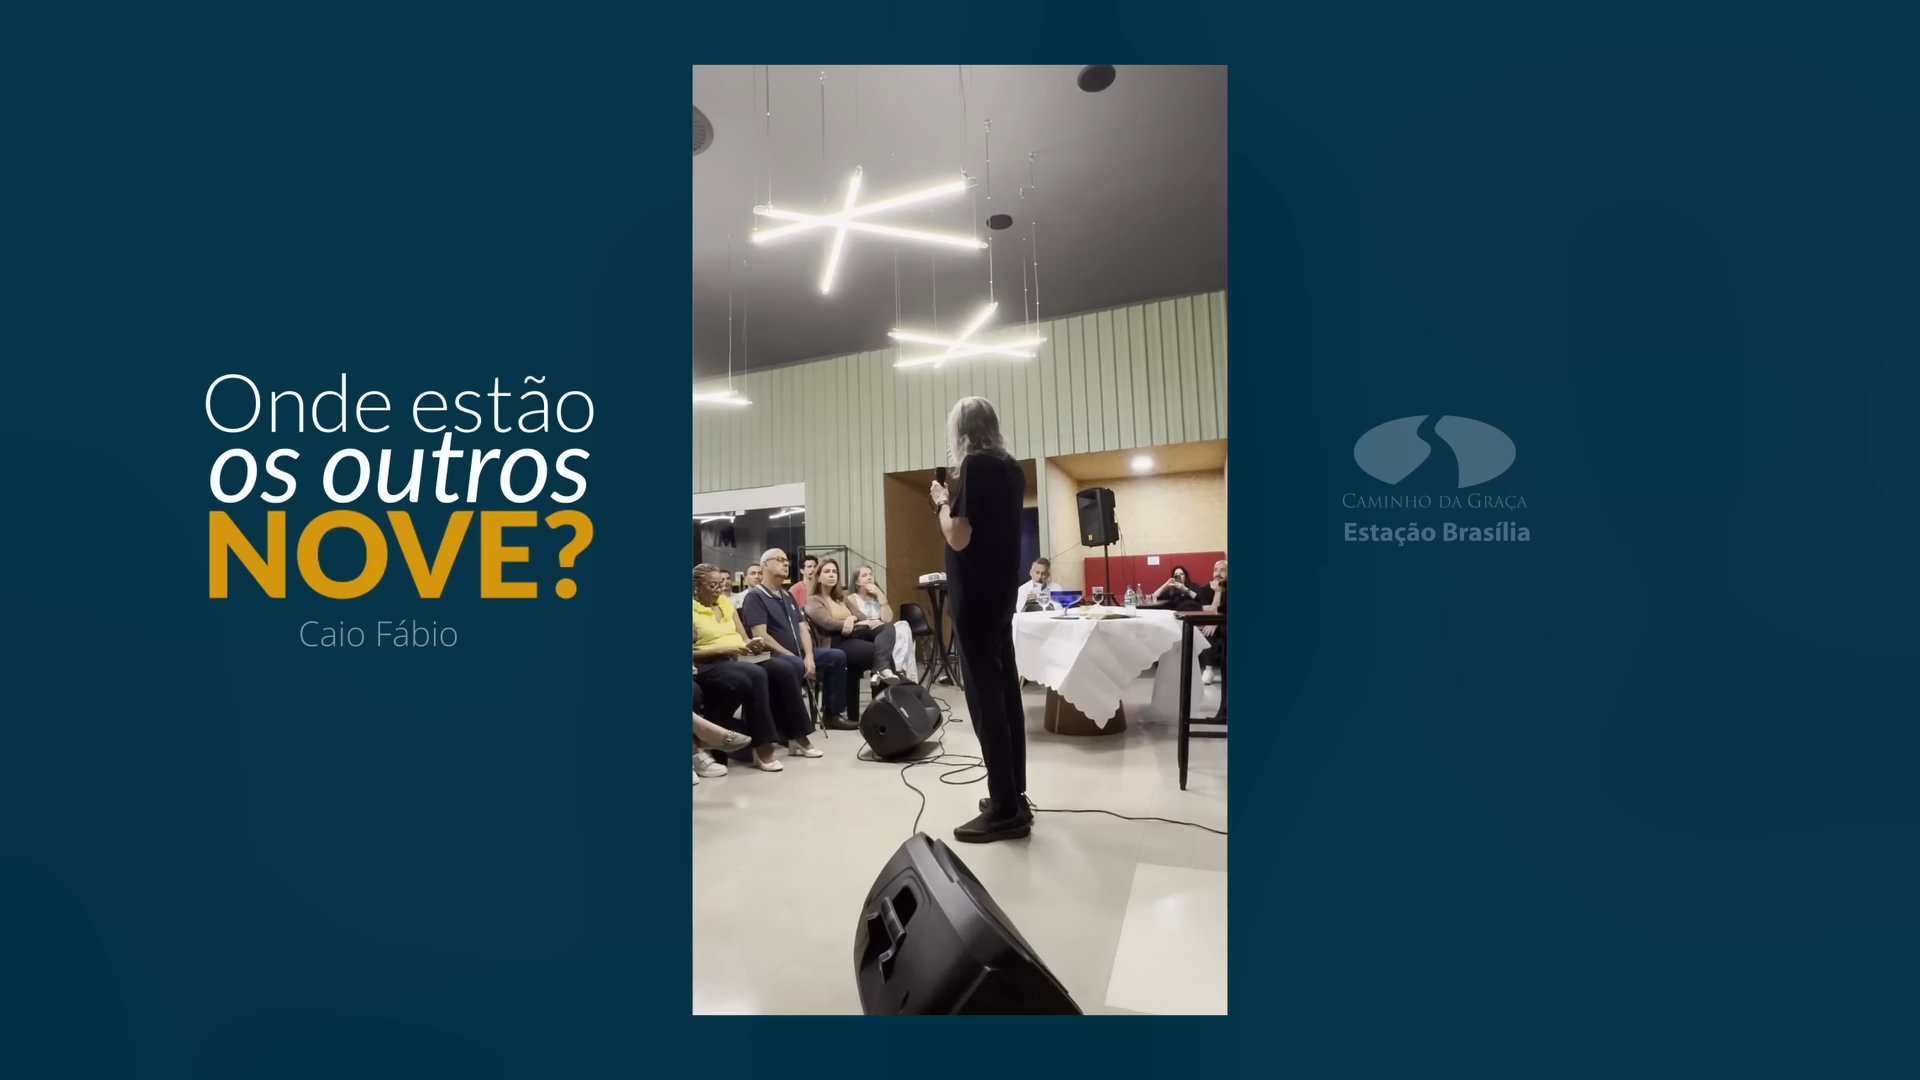 Onde estão
os outros
NOVE?
Caio Fábio
CAMINHO DA GRAÇA
Estação Brasília